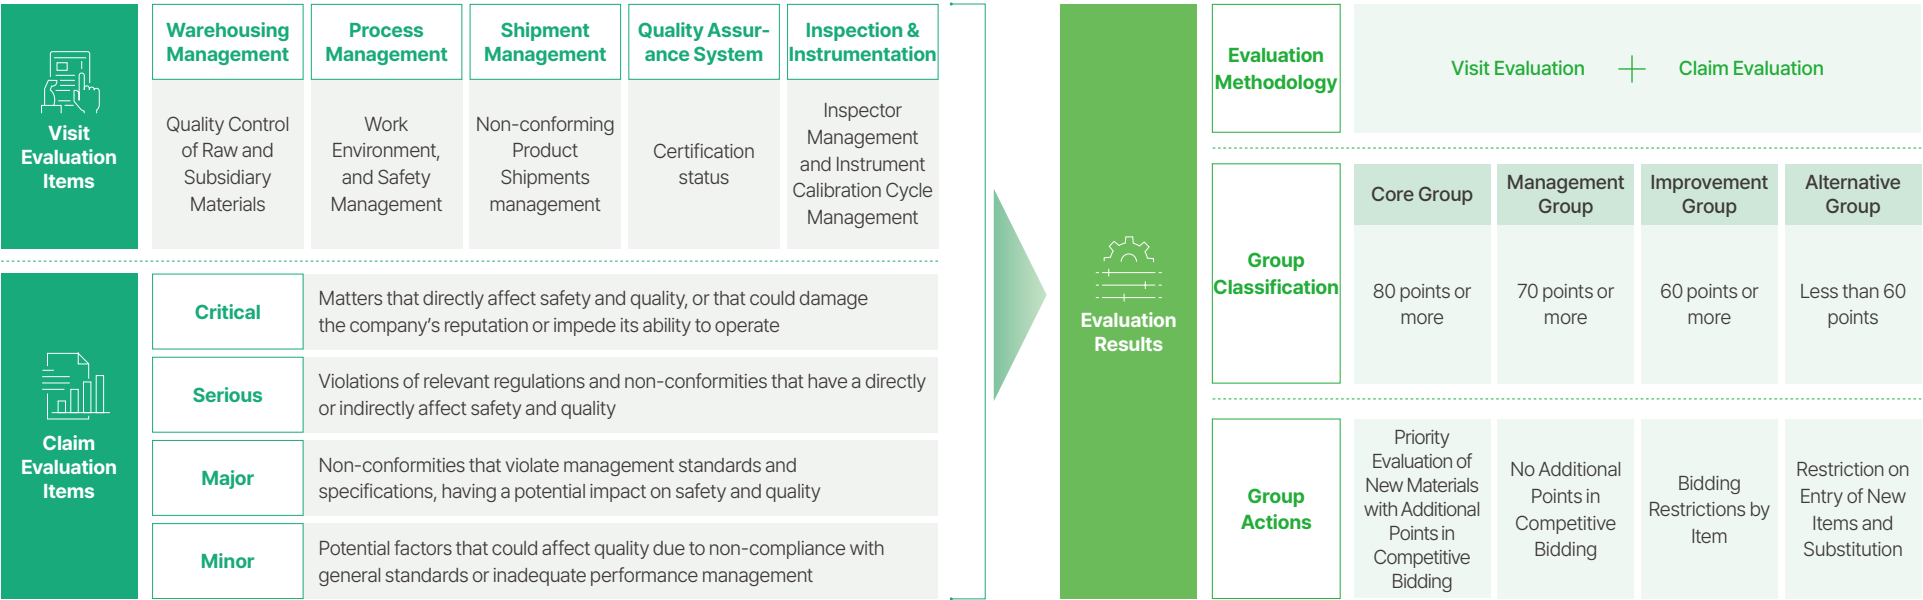 Visit
Evaluation
Items
Warehousing
Management
Process
Management
Shipment
Management
Quality Assur-
ance System
Inspection &
Instrumentation
Quality Control
of Raw and
Subsidiary
Materials
Work
Environment,
and Safety
Management
Non-conforming
Product
Shipments
management
Certification
status
Inspector
Management
and Instrument
Calibration Cycle
Management
Claim
Evaluation
Items
Critical
Matters that directly affect safety and quality, or that could damage
the company's reputation or impede its ability to operate
Serious
Violations of relevant regulations and non-conformities that have a directly
or indirectly affect safety and quality
Major
Non-conformities that violate management standards and
specifications, having a potential impact on safety and quality
Minor
Potential factors that could affect quality due to non-compliance with
general standards or inadequate performance management
Evaluation
Results
Evaluation
Methodology
Visit Evaluation + Claim Evaluation
Group
Classification
Core Group
Management
Group
Improvement
Group
Alternative
Group
80 points or
more
70 points or
more
60 points or
more
Less than 60
points
Group
Actions
Priority
Evaluation of
New Materials
with Additional
Points in
Competitive
Bidding
No Additional
Points in
Competitive
Bidding
Bidding
Restrictions by
Item
Restriction on
Entry of New
Items and
Substitution